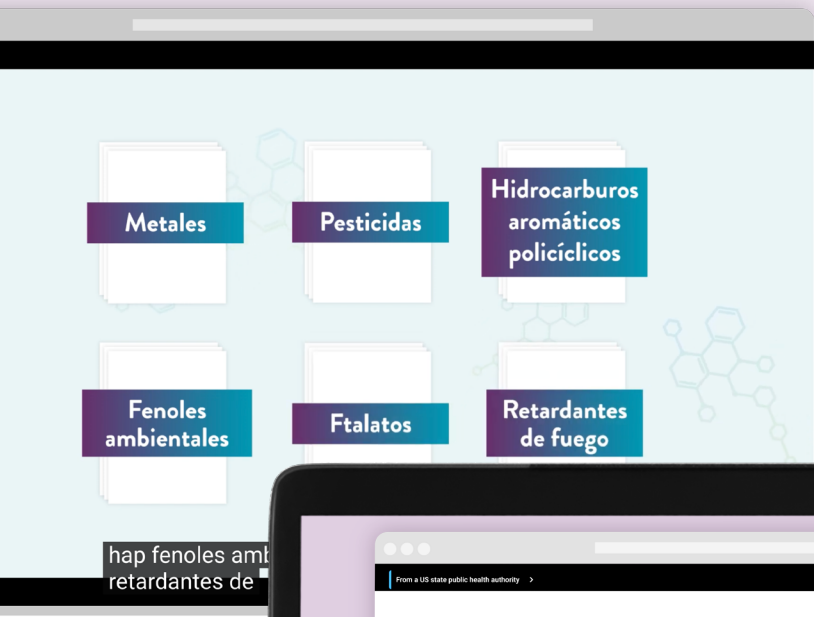 Metales
Pesticidas
Hidrocarburos
aromáticos
policíclicos
Fenoles
ambientales
Ftalatos
Retardantes
de fuego
hap fenoles
retardantes de
From a US state public health authority >